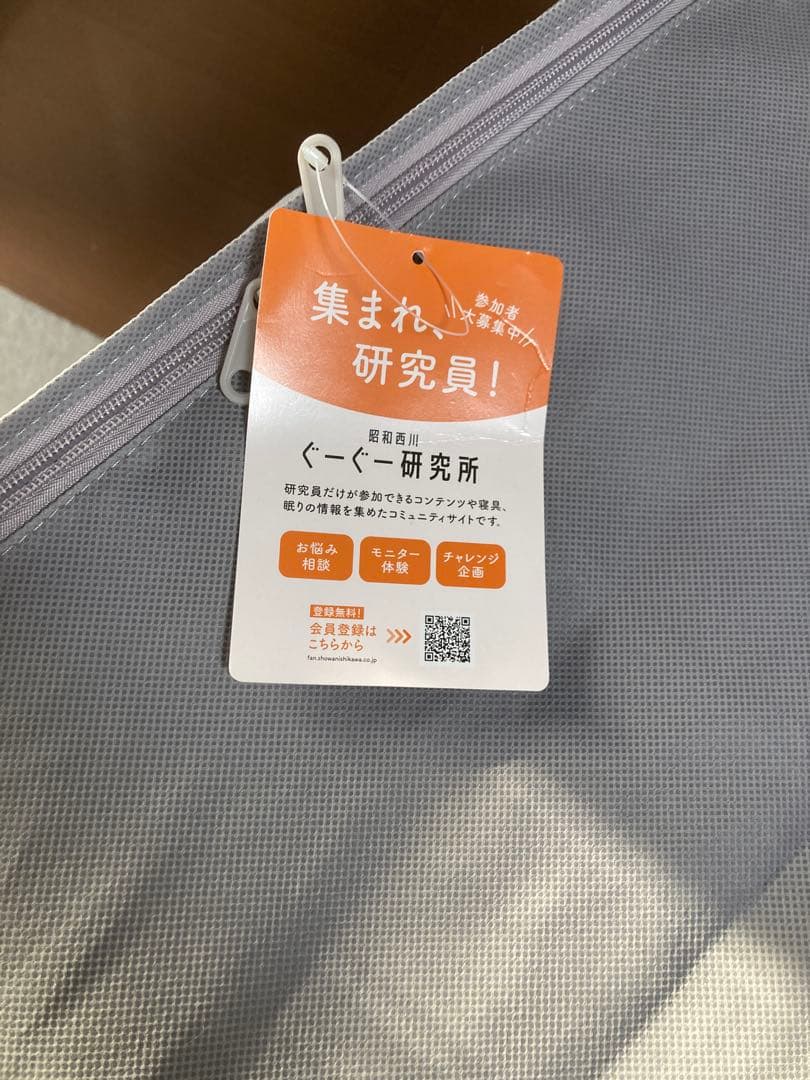 集まれ、
研究員！
参加者
大募集中
昭和西川
ぐーぐー研究所
研究員だけが参加できるコンテンツや寝具、
眠りの情報を集めたコミュニティサイトです。
お悩み
相談
モニター
体験
チャレンジ
企画
登録無料！
会員登録は
こちらから
fan.showanishikawa.co.jp